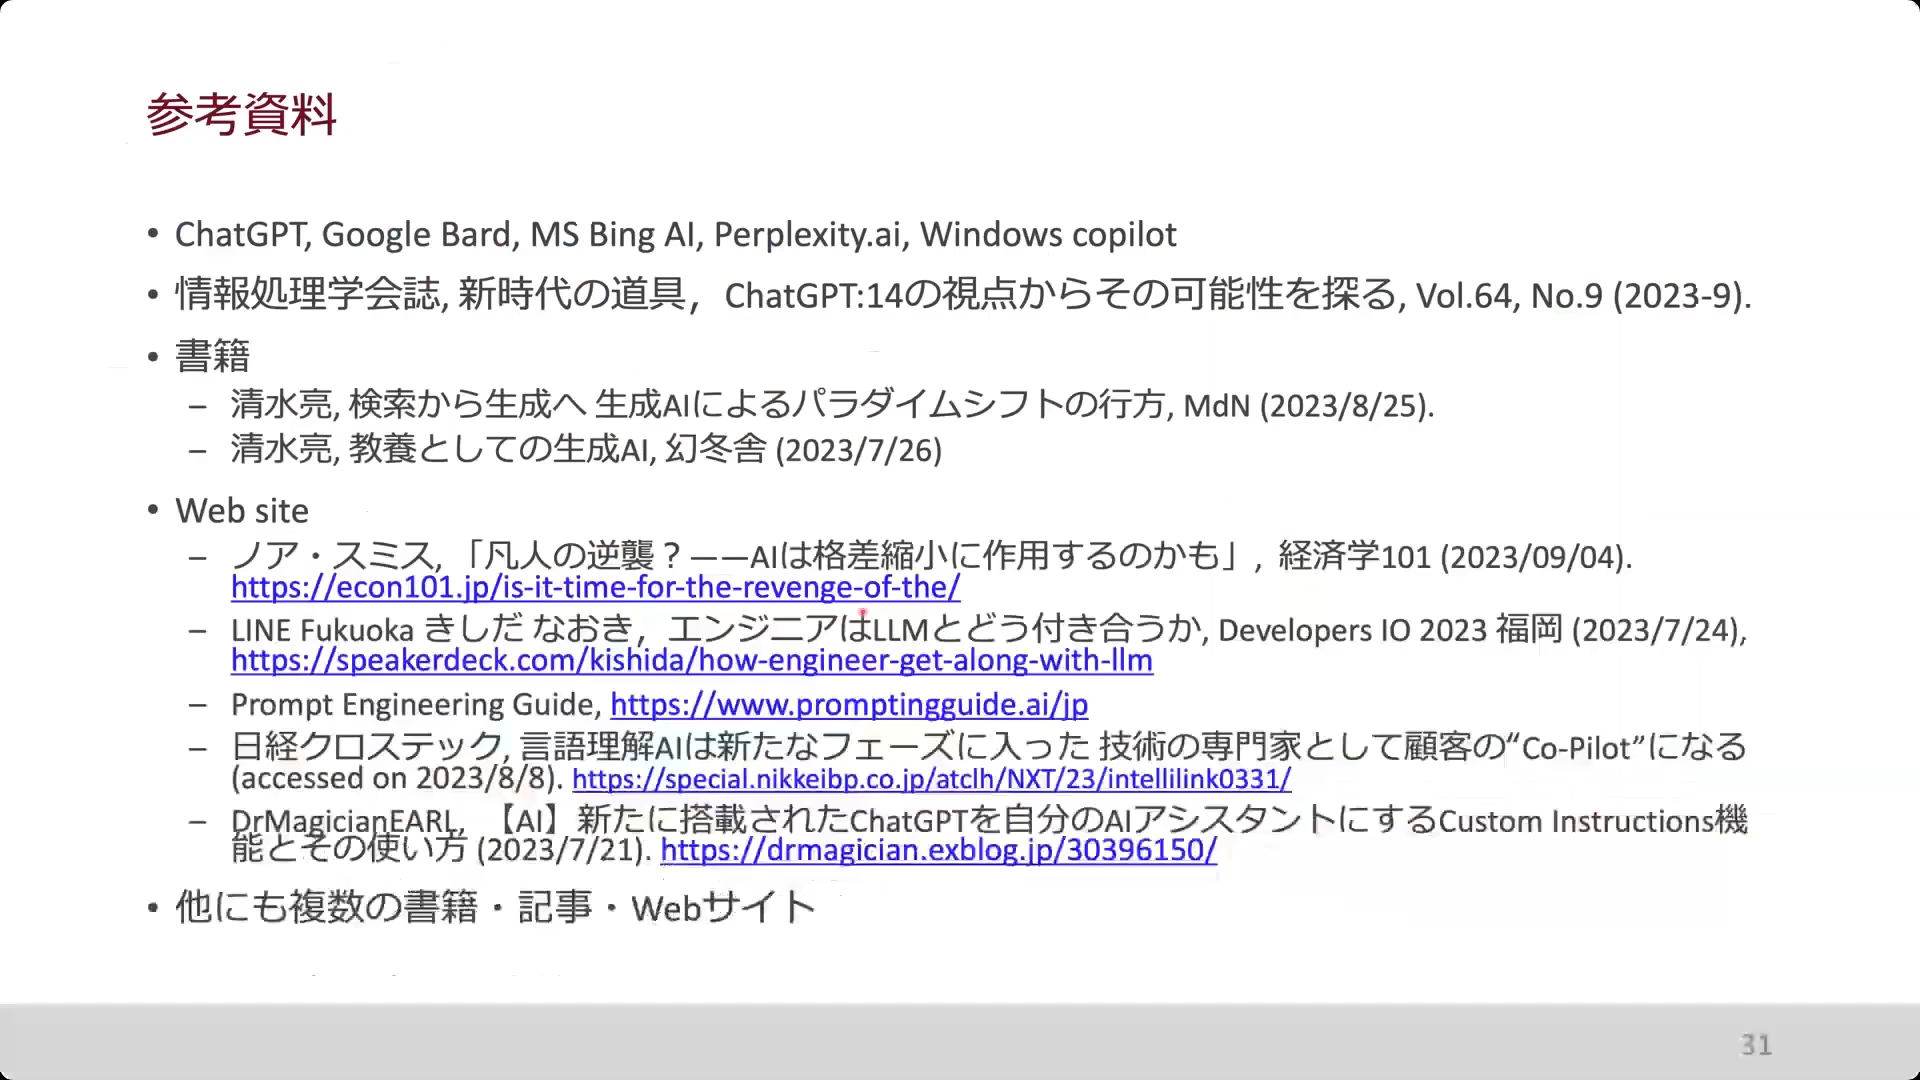 参考資料
• ChatGPT, Google Bard, MS Bing AI, Perplexity.ai, Windows copilot
• 情報処理学会誌, 新時代の道具，ChatGPT:14の視点からその可能性を探る, Vol.64, No.9 (2023-9).
• 書籍
– 清水亮, 検索から生成へ 生成AIによるパラダイムシフトの行方, MdN (2023/8/25).
– 清水亮, 教養としての生成AI, 幻冬舎 (2023/7/26)
• Web site
– ノア・スミス,「凡人の逆襲？――AIは格差縮小に作用するのかも」, 経済学101 (2023/09/04).
https://econ101.jp/is-it-time-for-the-revenge-of-the/
– LINE Fukuoka きしだ なおき，エンジニアはLLMとどう付き合うか, Developers IO 2023 福岡 (2023/7/24),
https://speakerdeck.com/kishida/how-engineer-get-along-with-llm
– Prompt Engineering Guide, https://www.promptingguide.ai/jp
– 日経クロステック, 言語理解AIは新たなフェーズに入った 技術の専門家として顧客の“Co-Pilot”になる
(accessed on 2023/8/8). https://special.nikkeibp.co.jp/atclh/NXT/23/intellilink0331/
– DrMagicianEARL, 【AI】新たに搭載されたChatGPTを自分のAIアシスタントにするCustom Instructions機
能とその使い方 (2023/7/21). https://drmagician.exblog.jp/30396150/
• 他にも複数の書籍・記事・Webサイト
31